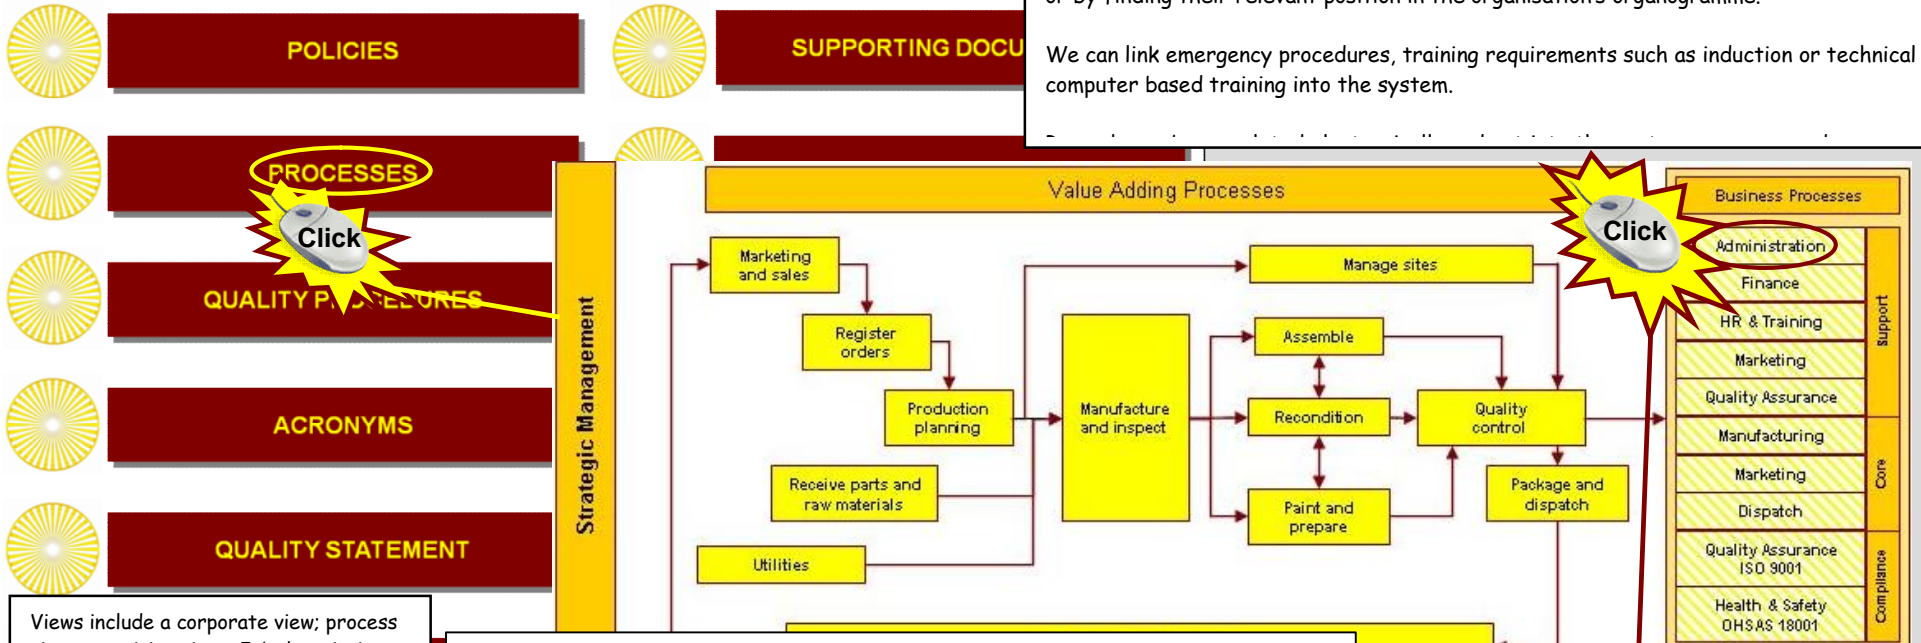 POLICIES
SUPPORTING DOCU
We can link emergency procedures, training requirements such as induction or technical
computer based training into the system.
PROCESSES
Click
QUALITY PROCEDURES
ACRONYMS
QUALITY STATEMENT
Views include a corporate view; process
Strategic Management
Value Adding Processes
Marketing
and sales
Register
orders
Production
planning
Receive parts and
raw materials
Utilities
Manufacture
and inspect
Manage sites
Assemble
Recondition
Paint and
prepare
Quality
control
Package and
dispatch
Click
Business Processes
Administration
Finance
HR & Training
Marketing
Quality Assurance
Support
Manufacturing
Marketing
Dispatch
Core
Quality Assurance
ISO 9001
Health & Safety
OHSAS 18001
Compliance